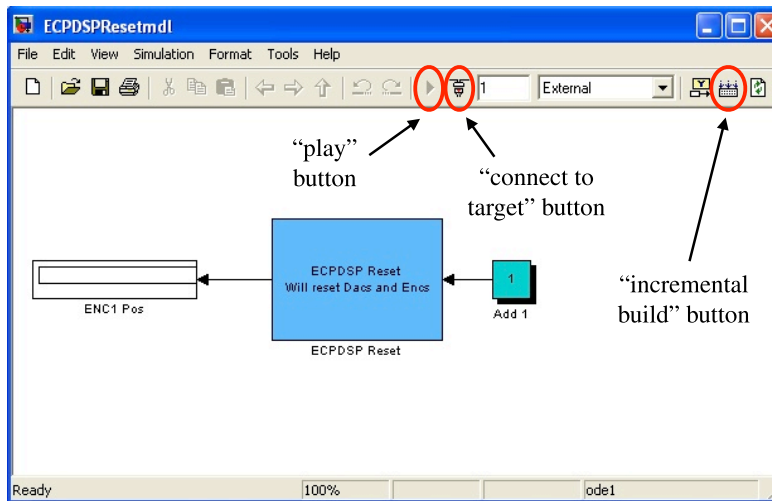 ECPDSPResetmdl
File Edit View Simulation Format Tools Help
1 External
“play”
button
“connect to
target” button
“incremental
build” button
ECPDSP Reset
Will reset Dacs and Encs
1
ENC1 Pos
Add 1
ECPDSP Reset
Ready 100% ode1